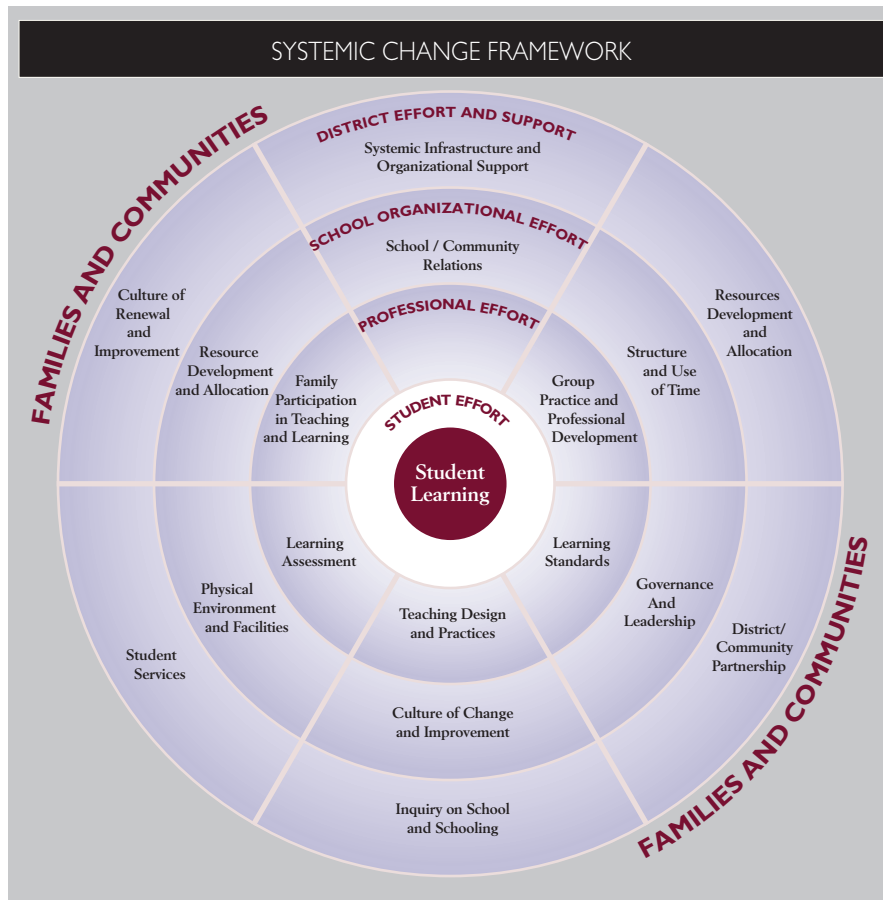 SYSTEMIC CHANGE FRAMEWORK
FAMILIES AND COMMUNITIES
DISTRICT EFFORT AND SUPPORT
Systemic Infrastructure and
Organizational Support
SCHOOL ORGANIZATIONAL EFFORT
School / Community
Relations
PROFESSIONAL EFFORT
STUDENT EFFORT
Student
Learning
Culture of
Renewal
and
Improvement
Resource
Development
and Allocation
Family
Participation
in Teaching
and Learning
Group
Practice and
Professional
Development
Structure
and Use
of Time
Resources
Development
and
Allocation
Learning
Assessment
Learning
Standards
Physical
Environment
and Facilities
Teaching Design
and Practices
Governance
And
Leadership
Student
Services
District/
Community
Partnership
Culture of Change
and Improvement
Inquiry on School
and Schooling
FAMILIES AND COMMUNITIES